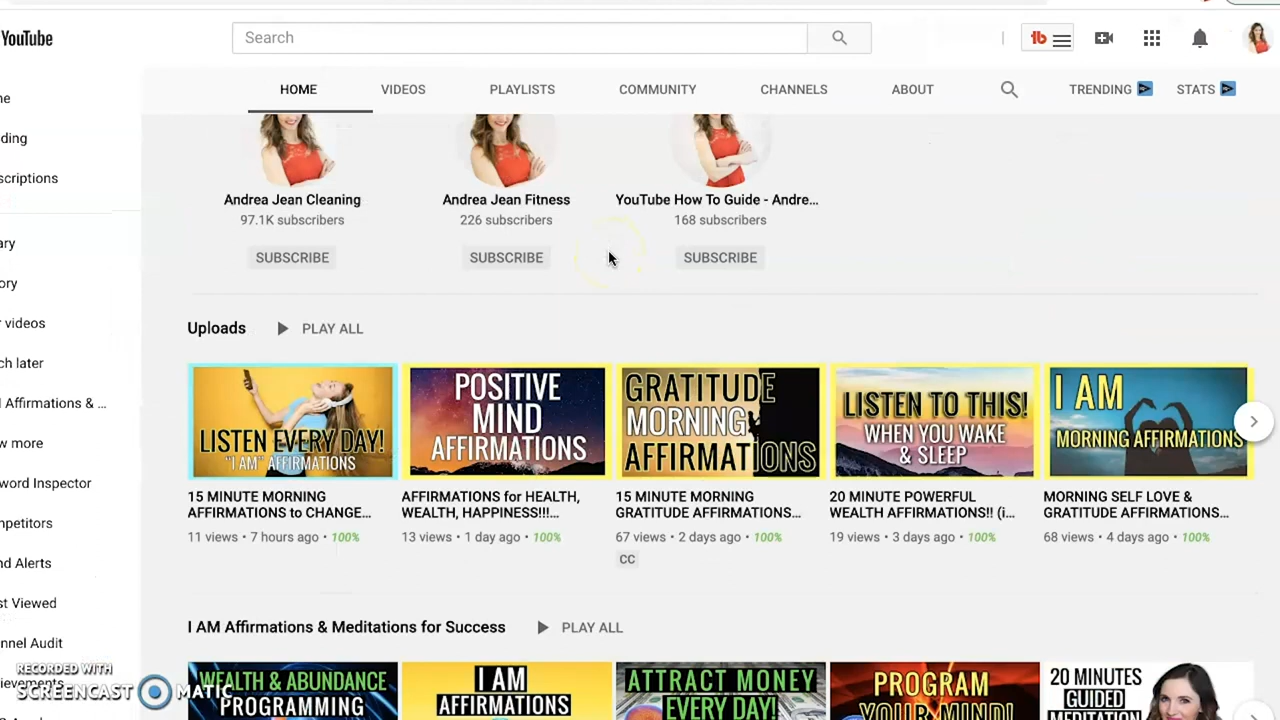 YouTube
Search
HOME VIDEOS PLAYLISTS COMMUNITY CHANNELS ABOUT TRENDING STATS
ding
scriptions
ary
ory
videos
ch later
Affirmations & ...
w more
word Inspector
mpetitors
nd Alerts
st Viewed
nnel Audit
Andrea Jean Cleaning
97.1K subscribers
SUBSCRIBE
Andrea Jean Fitness
226 subscribers
SUBSCRIBE
YouTube How To Guide - Andre...
168 subscribers
SUBSCRIBE
Uploads PLAY ALL
LISTEN EVERY DAY!
"I AM" AFFIRMATIONS
15 MINUTE MORNING
AFFIRMATIONS to CHANGE...
11 views • 7 hours ago • 100%
POSITIVE
MIND
AFFIRMATIONS
AFFIRMATIONS for HEALTH,
WEALTH, HAPPINESS!!!...
13 views • 1 day ago • 100%
GRATITUDE
MORNING
AFFIRMATIONS
15 MINUTE MORNING
GRATITUDE AFFIRMATIONS...
67 views • 2 days ago • 100%
CC
LISTEN TO THIS!
WHEN YOU WAKE
& SLEEP
20 MINUTE POWERFUL
WEALTH AFFIRMATIONS!! (i...
19 views • 3 days ago • 100%
I AM
MORNING AFFIRMATIONS
MORNING SELF LOVE &
GRATITUDE AFFIRMATIONS...
68 views • 4 days ago • 100%
I AM Affirmations & Meditations for Success PLAY ALL
WEALTH & ABUNDANCE
PROGRAMMING
I AM
AFFIRMATIONS
ATTRACT MONEY
EVERY DAY!
PROGRAM
YOUR MIND!
20 MINUTES
GUIDED
MEDITATION
RECORDED WITH
SCREENCAST MATIC